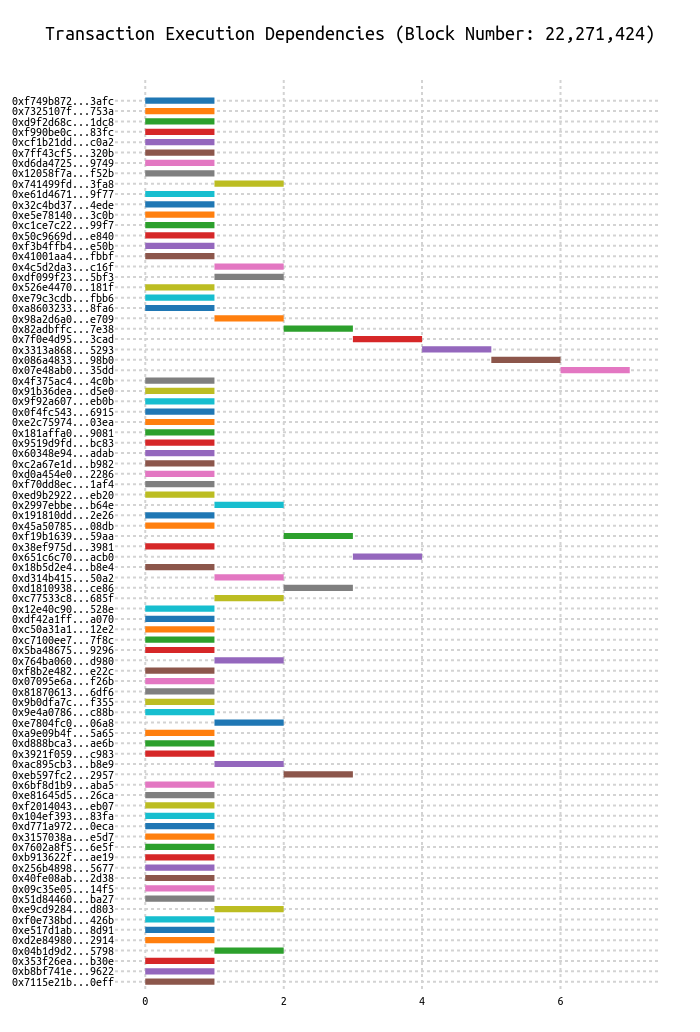 Transaction Execution Dependencies (Block Number: 22,271,424)
0xf749b872...3afc
0x7325107f...753a
0xd9f2d68c...1dc8
0xf990be0c...83fc
0xcf1b21dd...c0a2
0x7ff43cf5...320b
0xd6da4725...9749
0x12058f7a...f52b
0x741499fd...3fa8
0xe61d4671...9f77
0x32c4bd37...4ede
0xe5e78140...3c0b
0xc1ce7c22...99f7
0x50c9669d...e840
0xf3b4ffb4...e50b
0x41001aa4...fbbf
0x4c5d2da3...c16f
0xdf099f23...5bf3
0x526e4470...181f
0xe79c3cdb...fbb6
0xa8603233...8fa6
0x98a2d6a0...e709
0x82adbffc...7e38
0x7f0e4d95...3cad
0x3313a868...5293
0x086a4833...98b0
0x07e48ab0...35dd
0x4f375ac4...4c0b
0x91b36dea...d5e0
0x9f92a607...eb0b
0x0f4fc543...6915
0xe2c75974...03ea
0x181affa0...9081
0x9519d9fd...bc83
0x60348e94...adab
0xc2a67e1d...b982
0xd0a454e0...2286
0xf70dd8ec...1af4
0xed9b2922...eb20
0x2997ebbe...b64e
0x191810dd...2e26
0x45a50785...08db
0xf19b1639...59aa
0x38ef975d...3981
0x651c6c70...acb0
0x18b5d2e4...b8e4
0xd314b415...50a2
0xd1810938...ce86
0xc77533c8...685f
0x12e40c90...528e
0xdf42a1ff...a070
0xc50a31a1...12e2
0xc7100ee7...7f8c
0x5ba48675...9296
0x764ba060...d980
0xf8b2e482...e22c
0x07095e6a...f26b
0x81870613...6df6
0x9b0dfa7c...f355
0x9e4a0786...c88b
0xe7804fc0...06a8
0xa9e09b4f...5a65
0xd888bca3...ae6b
0x3921f059...c983
0xac895cb3...b8e9
0xeb597fc2...2957
0x6bf8d1b9...aba5
0xe81645d5...26ca
0xf2014043...eb07
0x104ef393...83fa
0xd771a972...0eca
0x3157038a...e5d7
0x7602a8f5...6e5f
0xb913622f...ae19
0x256b4898...5677
0x40fe08ab...2d38
0x09c35e05...14f5
0x51d84460...ba27
0xe9cd9284...d803
0xf0e738bd...426b
0xe517d1ab...8d91
0xd2e84980...2914
0x04b1d9d2...5798
0x353f26ea...b30e
0xb8bf741e...9622
0x7115e21b...0eff
0 2 4 6